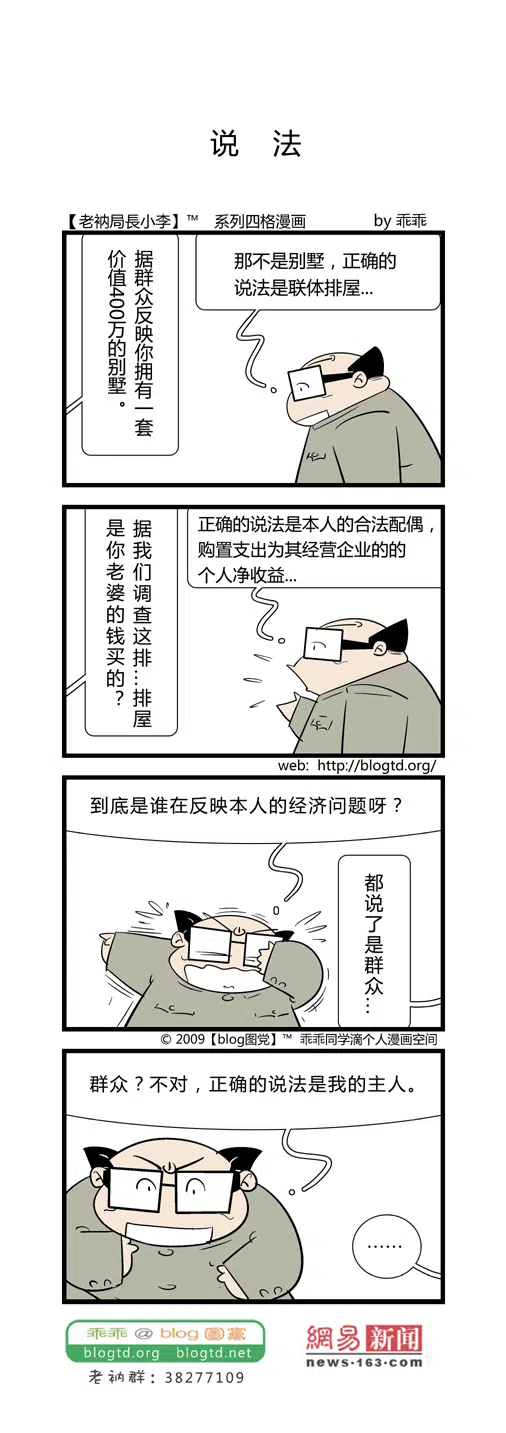 说 法
【老衲局長小李】™ 系列四格漫画 by 乖乖
据群众反映你拥有一套
价值400万的别墅。
那不是别墅，正确的
说法是联体排屋...
据我们调查这排…排屋
是你老婆的钱买的？
正确的说法是本人的合法配偶，
购置支出为其经营企业的的
个人净收益...
web: http://blogtd.org/
到底是谁在反映本人的经济问题呀？
都说了是群众…
© 2009【blog图党】™ 乖乖同学滴个人漫画空间
群众？不对，正确的说法是我的主人。
……
乖乖@blog圖黨
blogtd.org blogtd.net
老衲群：38277109
網易 新闻
news·163·com